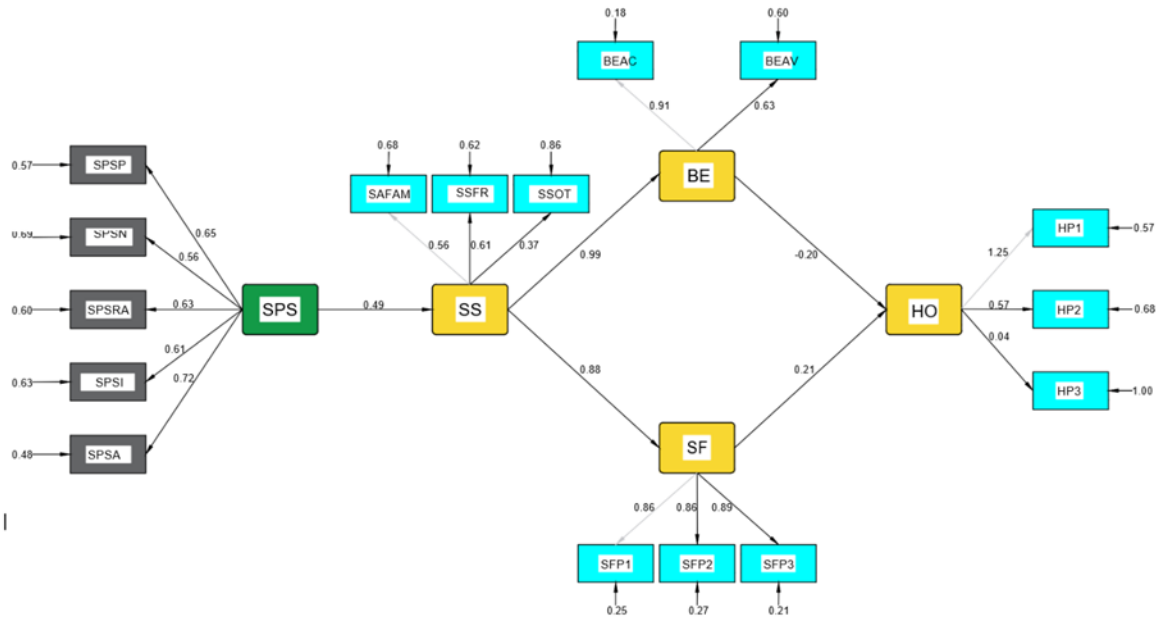 0.18
0.60
BEAC
BEAV
0.91
0.63
0.68
0.62
0.86
0.57
SPSP
SAFAM
SSFR
SSOT
BE
0.65
0.69
SPSN
0.56
0.56
0.61
0.37
0.99
-0.20
HP1
0.57
1.25
0.60
SPSRA
0.63
SPS
0.49
SS
HO
0.57
HP2
0.68
0.04
0.61
0.63
SPSI
0.72
0.88
0.21
HP3
1.00
0.48
SPSA
SF
0.86
0.86
0.89
SFP1
SFP2
SFP3
0.25
0.27
0.21